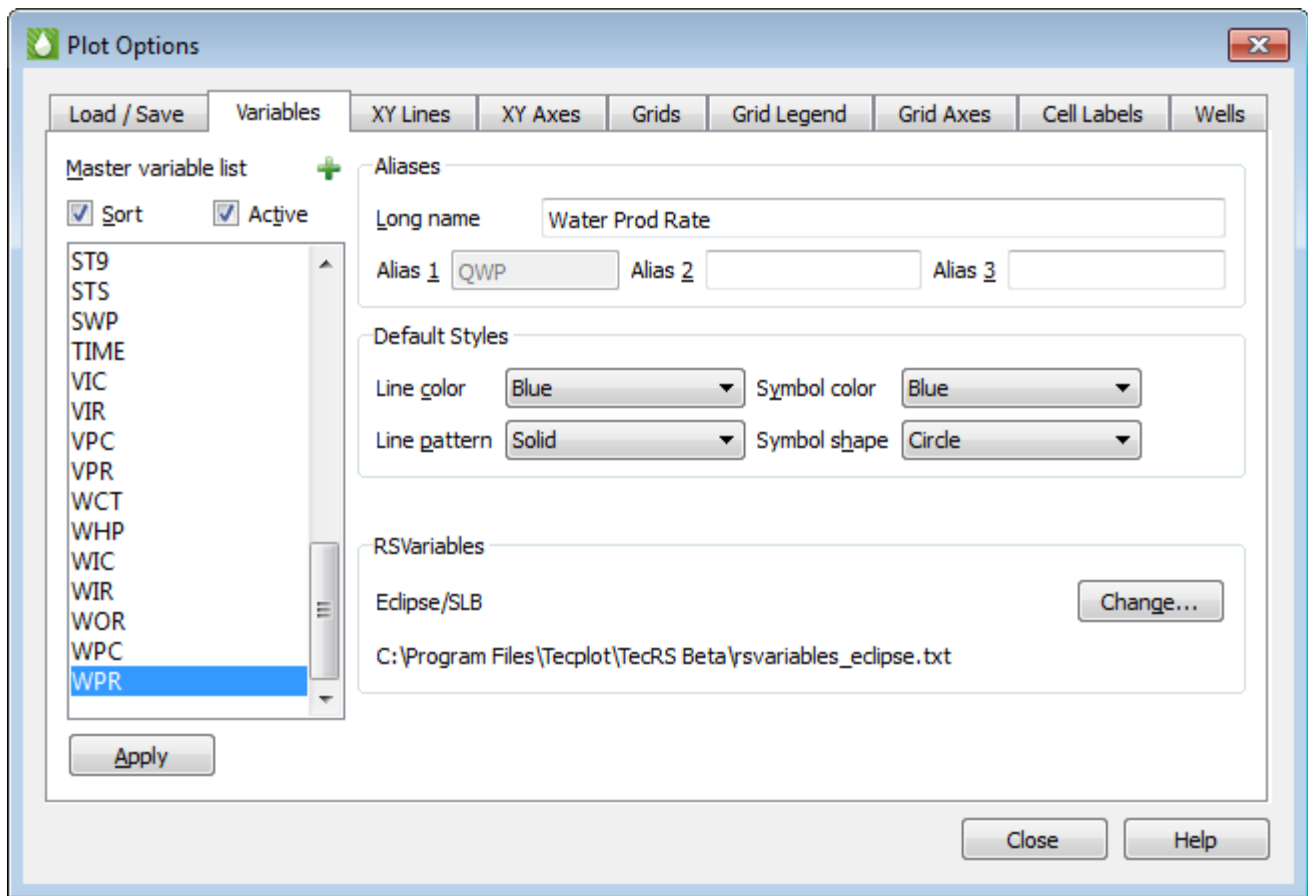 Plot Options
Load / Save Variables XY Lines XY Axes Grids Grid Legend Grid Axes Cell Labels Wells
Master variable list
Sort Active
ST9
STS
SWP
TIME
VIC
VIR
VPC
VPR
WCT
WHP
WIC
WIR
WOR
WPC
WPR
Apply
Aliases
Long name Water Prod Rate
Alias 1 QWP Alias 2 Alias 3
Default Styles
Line color Blue Symbol color Blue
Line pattern Solid Symbol shape Circle
RSVariables
Eclipse/SLB Change...
C:\Program Files\Tecplot\TecRS Beta\rsvariables_eclipse.txt
Close Help